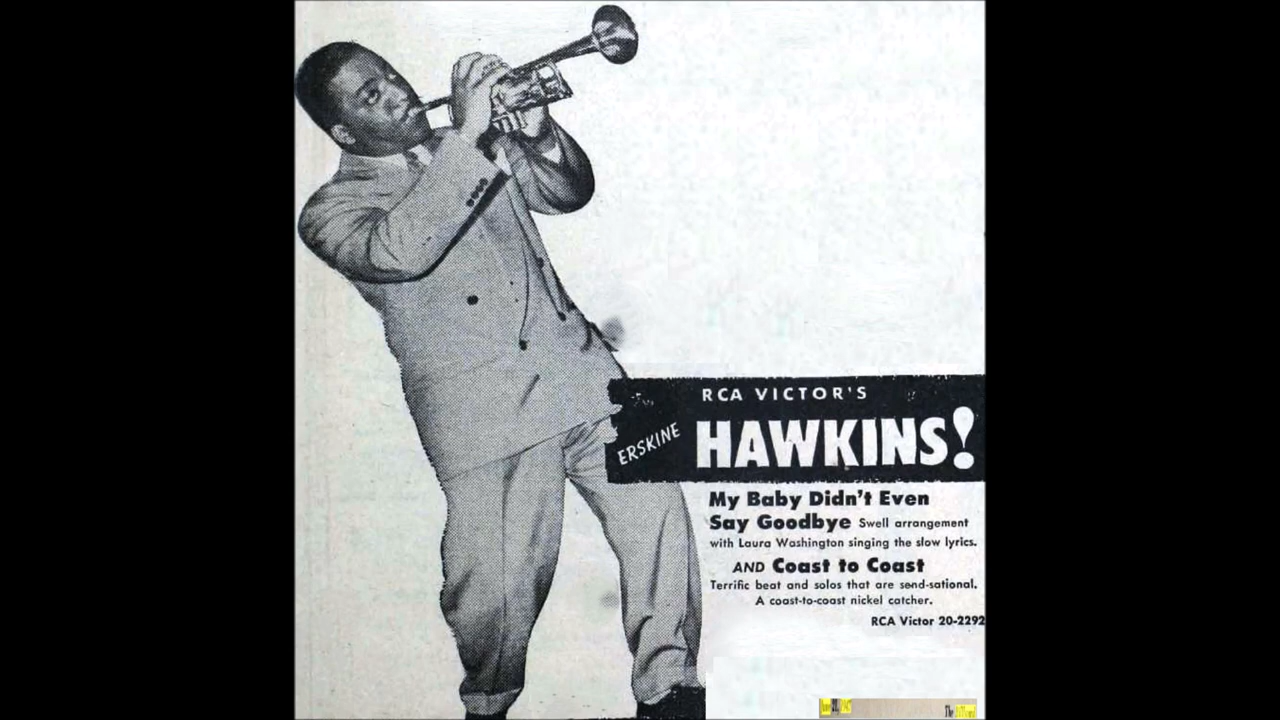 RCA VICTOR'S
ERSKINE
HAWKINS!
My Baby Didn't Even
Say Goodbye Swell arrangement
with Laura Washington singing the slow lyrics.
AND Coast to Coast
Terrific beat and solos that are send-sational.
A coast-to-coast nickel catcher.
RCA Victor 20-2292
The